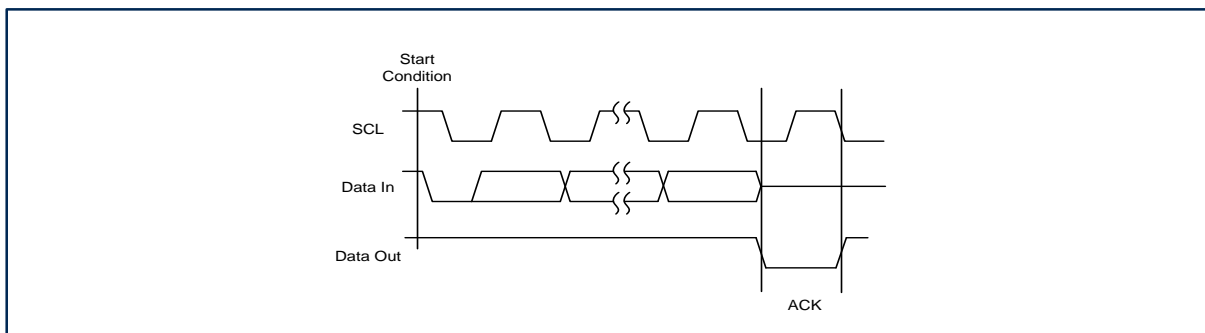 Start
Condition
SCL
Data In
Data Out
ACK